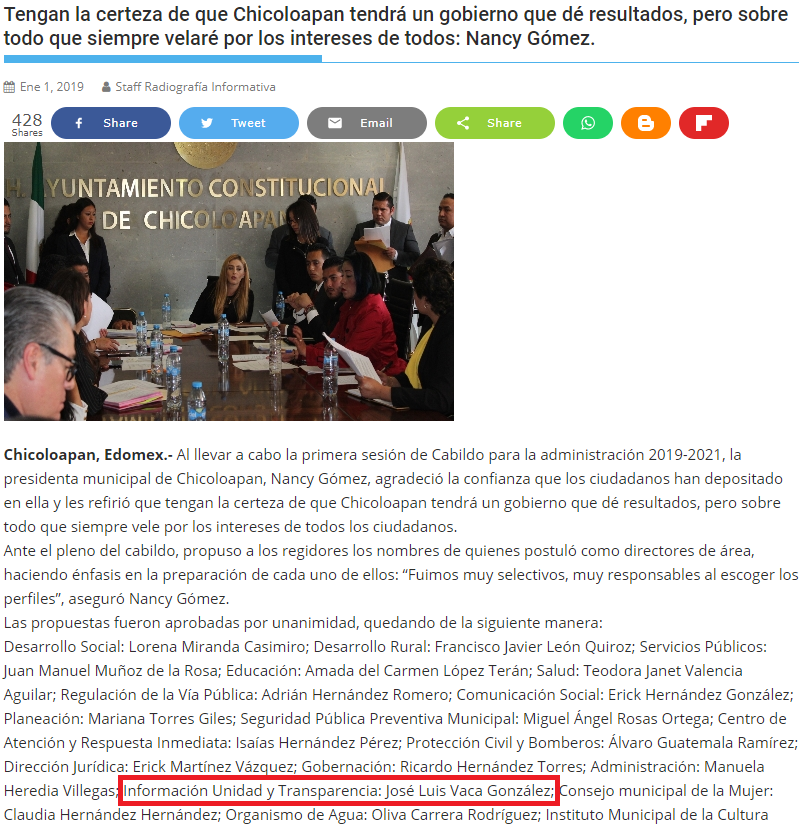 Tengan la certeza de que Chicoloapan tendrá un gobierno que dé resultados, pero sobre
todo que siempre velaré por los intereses de todos: Nancy Gómez.
Ene 1, 2019 Staff Radiografía Informativa
428
Shares
Share
Tweet
Email
Share
H. AYUNTAMIENTO CONSTITUCIONAL
DE CHICOLOAPAN
Chicoloapan, Edomex.- Al llevar a cabo la primera sesión de Cabildo para la administración 2019-2021, la
presidenta municipal de Chicoloapan, Nancy Gómez, agradeció la confianza que los ciudadanos han depositado
en ella y les refirió que tengan la certeza de que Chicoloapan tendrá un gobierno que dé resultados, pero sobre
todo que siempre vele por los intereses de todos los ciudadanos.
Ante el pleno del cabildo, propuso a los regidores los nombres de quienes postuló como directores de área,
haciendo énfasis en la preparación de cada uno de ellos: “Fuimos muy selectivos, muy responsables al escoger los
perfiles”, aseguró Nancy Gómez.
Las propuestas fueron aprobadas por unanimidad, quedando de la siguiente manera:
Desarrollo Social: Lorena Miranda Casimiro; Desarrollo Rural: Francisco Javier León Quiroz; Servicios Públicos:
Juan Manuel Muñoz de la Rosa; Educación: Amada del Carmen López Terán; Salud: Teodora Janet Valencia
Aguilar; Regulación de la Vía Pública: Adrián Hernández Romero; Comunicación Social: Erick Hernández González;
Planeación: Mariana Torres Giles; Seguridad Pública Preventiva Municipal: Miguel Ángel Rosas Ortega; Centro de
Atención y Respuesta Inmediata: Isaías Hernández Pérez; Protección Civil y Bomberos: Álvaro Guatemala Ramírez;
Dirección Jurídica: Erick Martínez Vázquez; Gobernación: Ricardo Hernández Torres; Administración: Manuela
Heredia Villegas; Información Unidad y Transparencia: José Luis Vaca González; Consejo municipal de la Mujer:
Claudia Hernández Hernández; Organismo de Agua: Oliva Carrera Rodríguez; Instituto Municipal de la Cultura